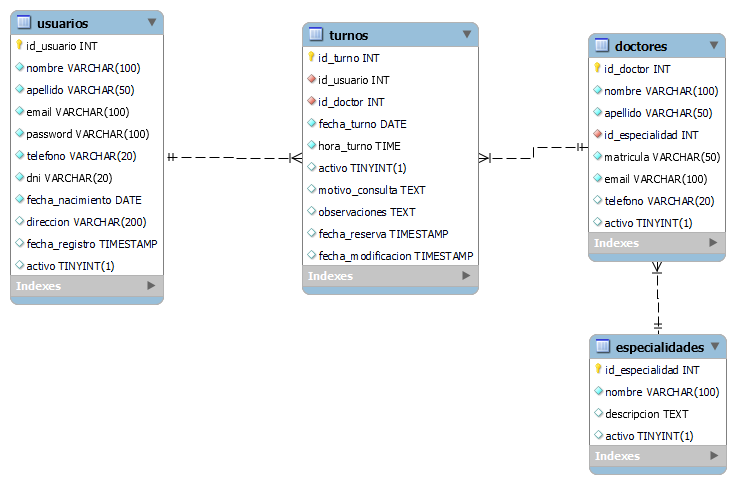 usuarios
id_usuario INT
nombre VARCHAR(100)
apellido VARCHAR(50)
email VARCHAR(100)
password VARCHAR(100)
telefono VARCHAR(20)
dni VARCHAR(20)
fecha_nacimiento DATE
direccion VARCHAR(200)
fecha_registro TIMESTAMP
activo TINYINT(1)
Indexes
turnos
id_turno INT
id_usuario INT
id_doctor INT
fecha_turno DATE
hora_turno TIME
activo TINYINT(1)
motivo_consulta TEXT
observaciones TEXT
fecha_reserva TIMESTAMP
fecha_modificacion TIMESTAMP
Indexes
doctores
id_doctor INT
nombre VARCHAR(100)
apellido VARCHAR(50)
id_especialidad INT
matricula VARCHAR(50)
email VARCHAR(100)
telefono VARCHAR(20)
activo TINYINT(1)
Indexes
especialidades
id_especialidad INT
nombre VARCHAR(100)
descripcion TEXT
activo TINYINT(1)
Indexes